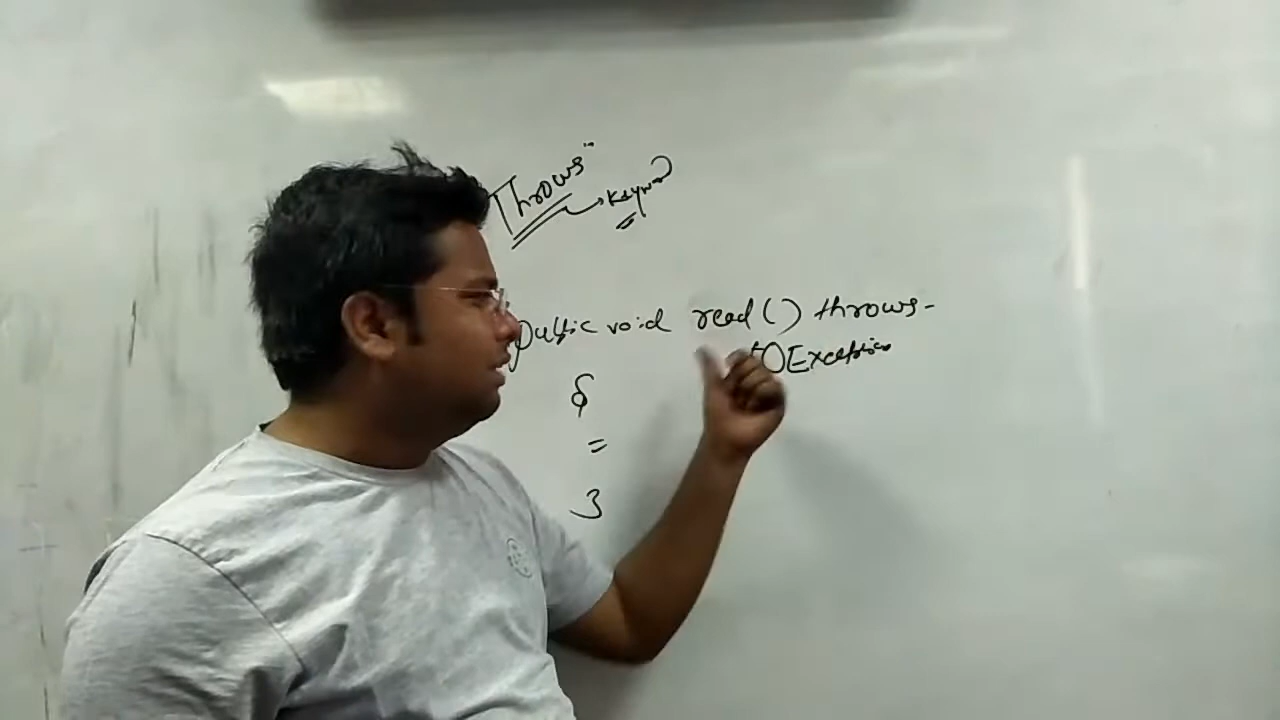 Throws"
→ keyword
public void read() throws-
IOException
{
=
}